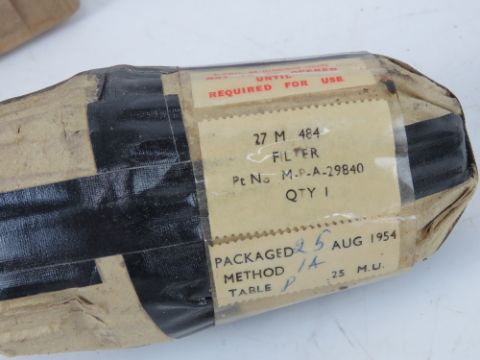 UNTIL
REQUIRED FOR USE
27 M 484
FILTER
Pt No M.P-A-29840
QTY 1
PACKAGED 25 AUG 1954
METHOD 1A
TABLE P 25 M.U.